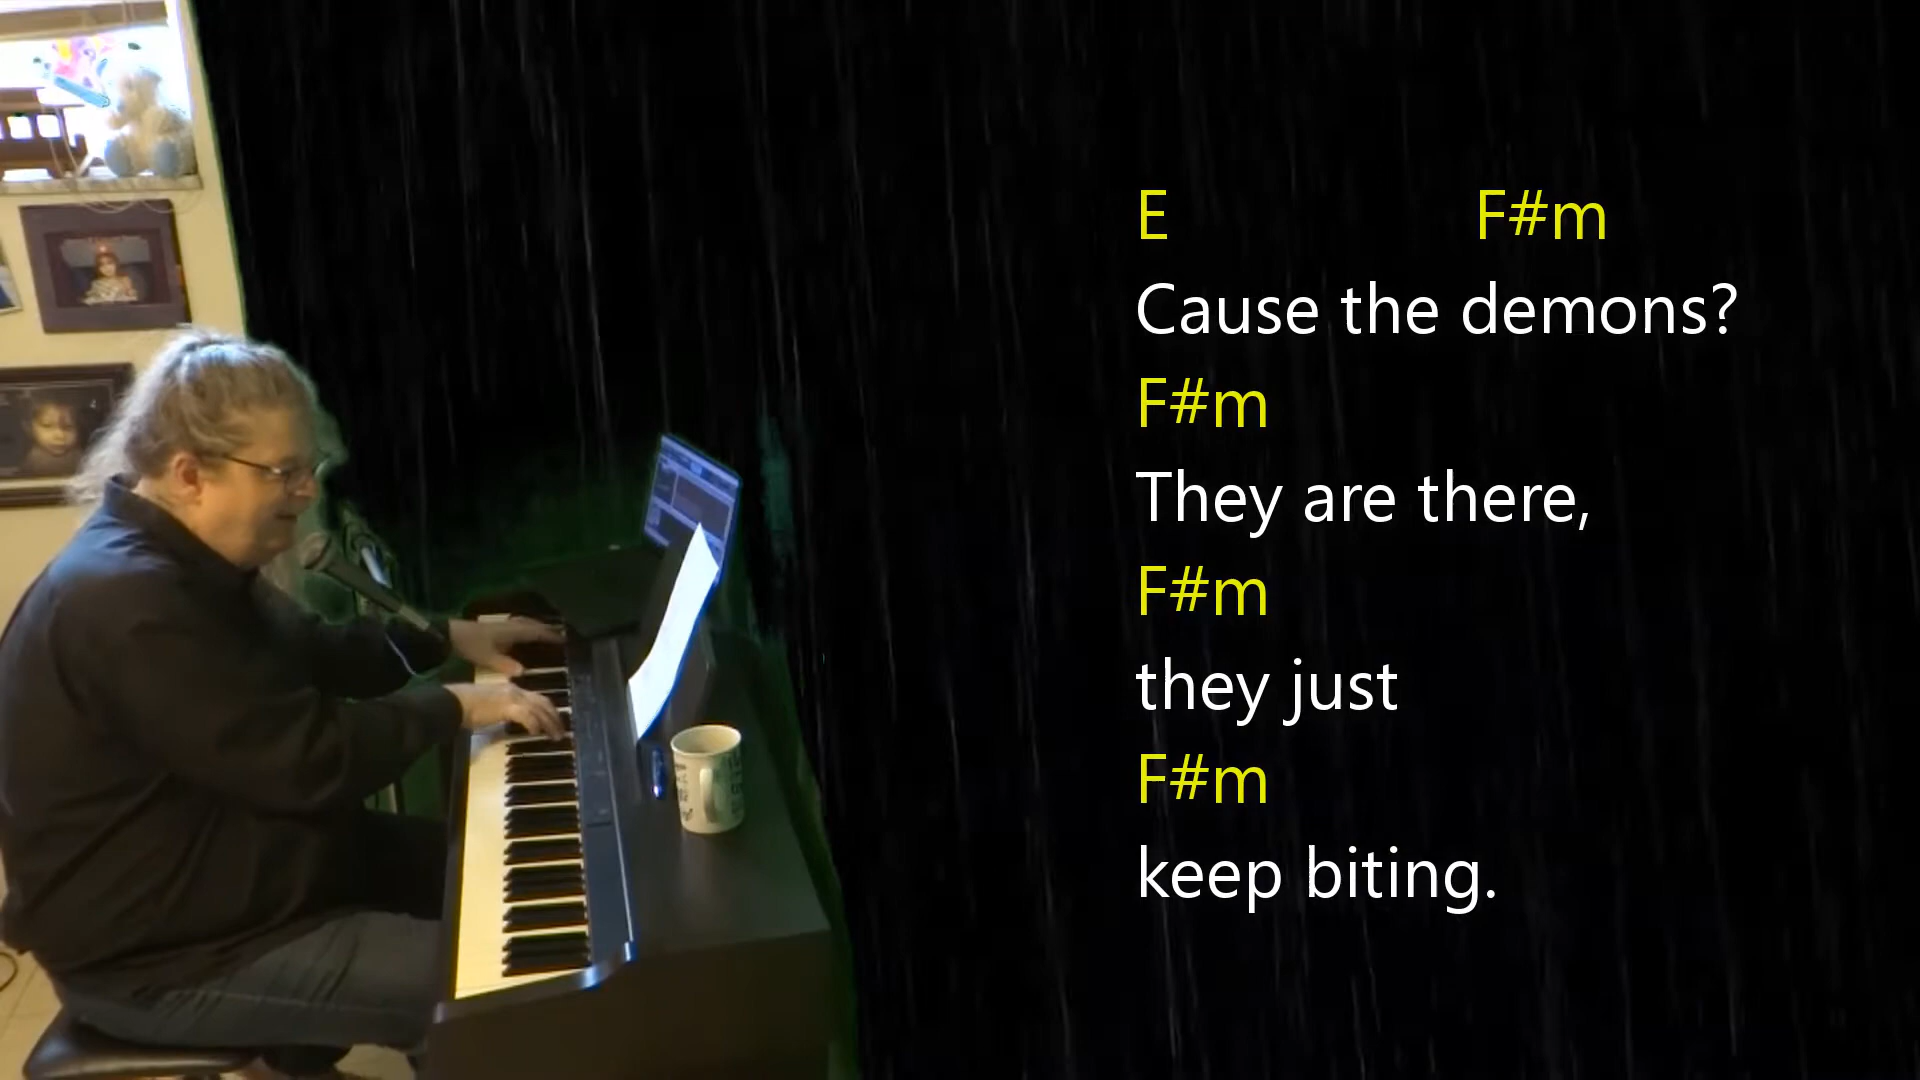 E F#m
Cause the demons?
F#m
They are there,
F#m
they just
F#m
keep biting.